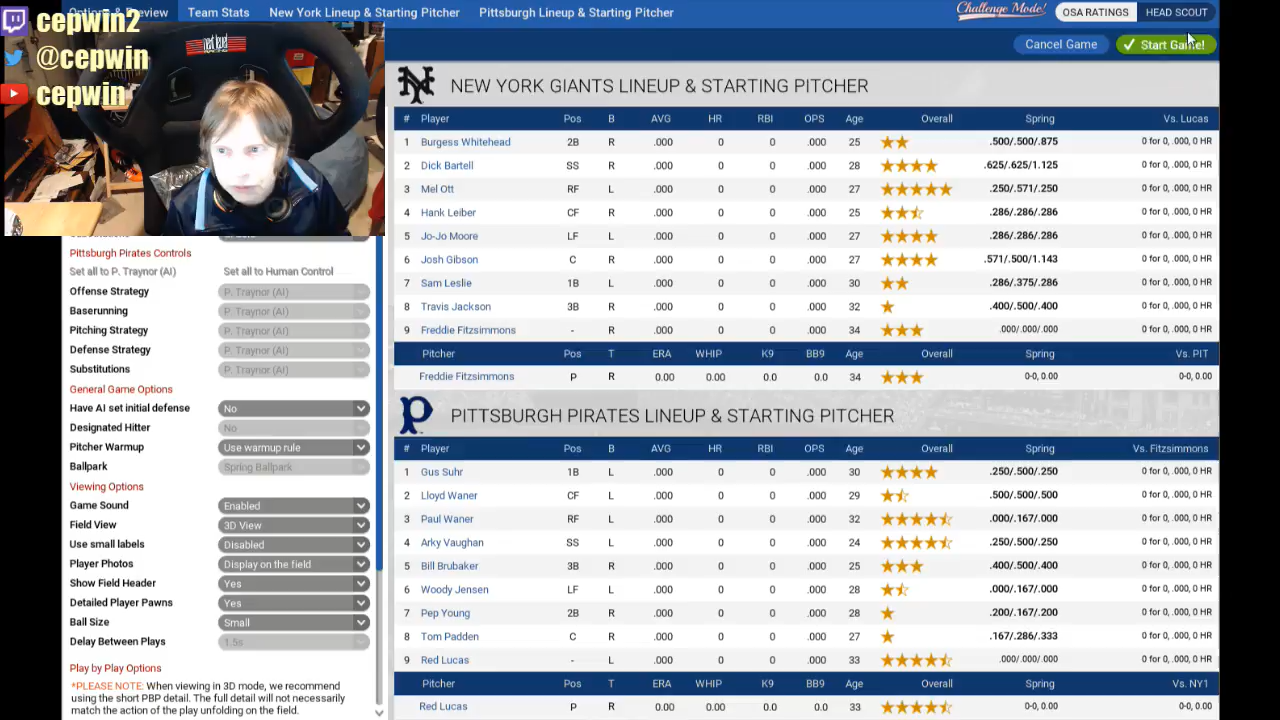 Options & Preview Team Stats New York Lineup & Starting Pitcher Pittsburgh Lineup & Starting Pitcher Challenge Mode! OSA RATINGS HEAD SCOUT
cepwin2
@cepwin
cepwin
next level
Cancel Game Start Game!
Pittsburgh Pirates Controls
Set all to P. Traynor (AI) Set all to Human Control
Offense Strategy P. Traynor (AI)
Baserunning P. Traynor (AI)
Pitching Strategy P. Traynor (AI)
Defense Strategy P. Traynor (AI)
Substitutions P. Traynor (AI)
General Game Options
Have AI set initial defense No
Designated Hitter No
Pitcher Warmup Use warmup rule
Ballpark Spring Ballpark
Viewing Options
Game Sound Enabled
Field View 3D View
Use small labels Disabled
Player Photos Display on the field
Show Field Header Yes
Detailed Player Pawns Yes
Ball Size Small
Delay Between Plays 1.5s
Play by Play Options
*PLEASE NOTE: When viewing in 3D mode, we recommend
using the short PBP detail. The full detail will not necessarily
match the action of the play unfolding on the field.
NY
NEW YORK GIANTS LINEUP & STARTING PITCHER
# Player Pos B AVG HR RBI OPS Age Overall Spring Vs. Lucas
1 Burgess Whitehead 2B R .000 0 0 .000 25 .500/.500/.875 0 for 0, .000, 0 HR
2 Dick Bartell SS R .000 0 0 .000 28 .625/.625/1.125 0 for 0, .000, 0 HR
3 Mel Ott RF L .000 0 0 .000 27 .250/.571/.250 0 for 0, .000, 0 HR
4 Hank Leiber CF R .000 0 0 .000 25 .286/.286/.286 0 for 0, .000, 0 HR
5 Jo-Jo Moore LF L .000 0 0 .000 27 .286/.286/.286 0 for 0, .000, 0 HR
6 Josh Gibson C R .000 0 0 .000 27 .571/.500/1.143 0 for 0, .000, 0 HR
7 Sam Leslie 1B L .000 0 0 .000 30 .286/.375/.286 0 for 0, .000, 0 HR
8 Travis Jackson 3B R .000 0 0 .000 32 .400/.500/.400 0 for 0, .000, 0 HR
9 Freddie Fitzsimmons - R .000 0 0 .000 34 .000/.000/.000 0 for 0, .000, 0 HR
Pitcher Pos T ERA WHIP K9 BB9 Age Overall Spring Vs. PIT
Freddie Fitzsimmons P R 0.00 0.00 0.0 0.0 34 0-0, 0.00 0-0, 0.00
P
PITTSBURGH PIRATES LINEUP & STARTING PITCHER
# Player Pos B AVG HR RBI OPS Age Overall Spring Vs. Fitzsimmons
1 Gus Suhr 1B L .000 0 0 .000 30 .250/.500/.250 0 for 0, .000, 0 HR
2 Lloyd Waner CF L .000 0 0 .000 29 .500/.500/.500 0 for 0, .000, 0 HR
3 Paul Waner RF L .000 0 0 .000 32 .000/.167/.000 0 for 0, .000, 0 HR
4 Arky Vaughan SS L .000 0 0 .000 24 .250/.500/.250 0 for 0, .000, 0 HR
5 Bill Brubaker 3B R .000 0 0 .000 25 .400/.500/.400 0 for 0, .000, 0 HR
6 Woody Jensen LF L .000 0 0 .000 28 .000/.167/.000 0 for 0, .000, 0 HR
7 Pep Young 2B R .000 0 0 .000 28 .200/.167/.200 0 for 0, .000, 0 HR
8 Tom Padden C R .000 0 0 .000 27 .167/.286/.333 0 for 0, .000, 0 HR
9 Red Lucas - L .000 0 0 .000 33 .000/.000/.000 0 for 0, .000, 0 HR
Pitcher Pos T ERA WHIP K9 BB9 Age Overall Spring Vs. NY1
Red Lucas P R 0.00 0.00 0.0 0.0 33 0-0, 0.00 0-0, 0.00